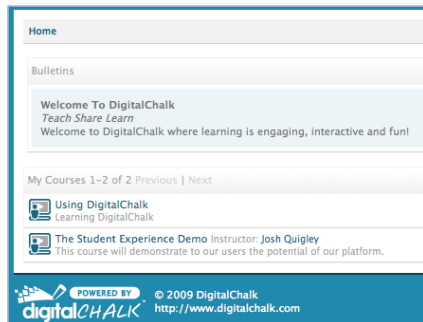 Home
Bulletins
Welcome To DigitalChalk
Teach Share Learn
Welcome to DigitalChalk where learning is engaging, interactive and fun!
My Courses 1-2 of 2 Previous | Next
Using DigitalChalk
Learning DigitalChalk
The Student Experience Demo Instructor: Josh Quigley
This course will demonstrate to our users the potential of our platform.
POWERED BY
digitalCHALK
© 2009 DigitalChalk
http://www.digitalchalk.com